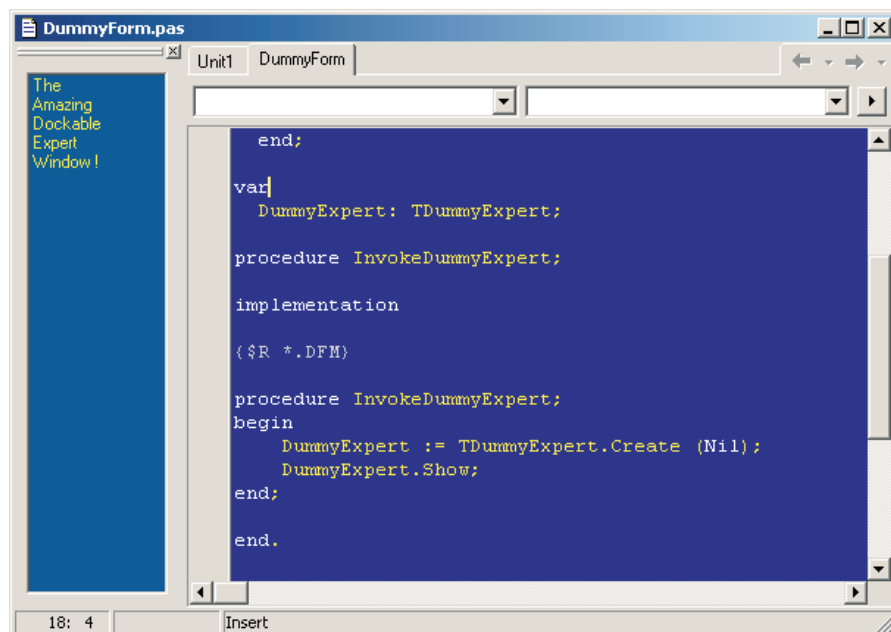 DummyForm.pas
The
Amazing
Dockable
Expert
Window!
Unit1 DummyForm
end;
var
DummyExpert: TDummyExpert;
procedure InvokeDummyExpert;
implementation
{$R *.DFM}
procedure InvokeDummyExpert;
begin
DummyExpert := TDummyExpert.Create (Nil);
DummyExpert.Show;
end;
end.
18: 4 Insert